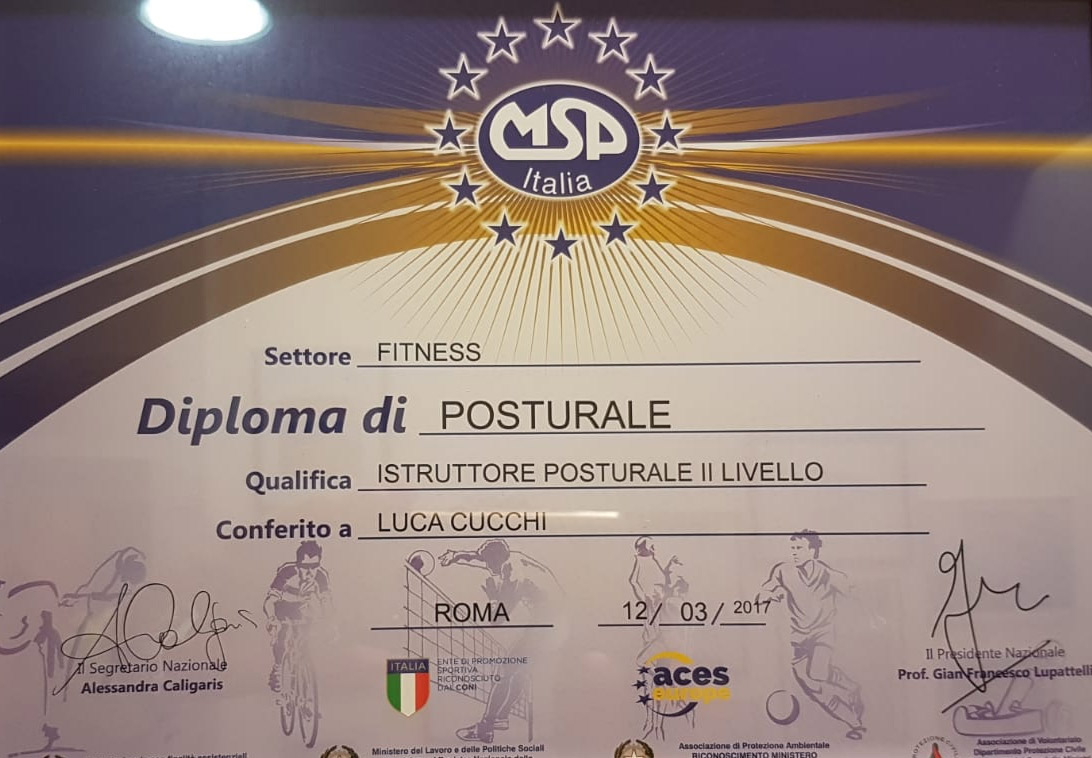 MSP
Italia
Settore FITNESS
Diploma di POSTURALE
Qualifica ISTRUTTORE POSTURALE II LIVELLO
Conferito a LUCA CUCCHI
ROMA 12/ 03/ 2017
Il Segretario Nazionale
Alessandra Caligaris
ITALIA
ENTE DI PROMOZIONE
SPORTIVA
RICONOSCIUTO
DAL CONI
aces
europe
Il Presidente Nazionale
Prof. Gian Francesco Lupattelli
Ministero del Lavoro e delle Politiche Sociali
Associazione di Protezione Ambientale
RICONOSCIMENTO MINISTERO
Associazione di Volontariato
Dipartimento Protezione Civile